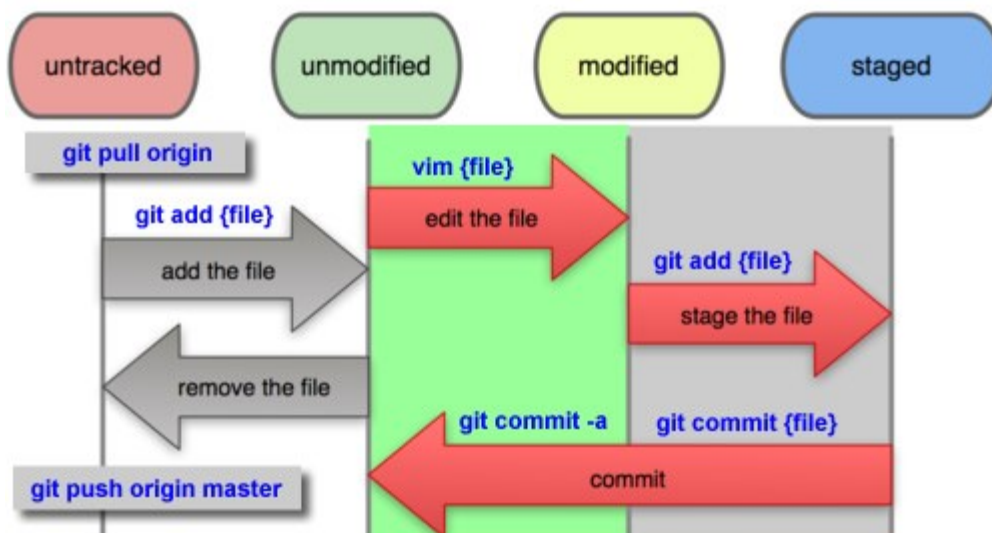 untracked
unmodified
modified
staged
git pull origin
vim {file}
edit the file
git add {file}
add the file
git add {file}
stage the file
remove the file
git commit -a
git commit {file}
commit
git push origin master